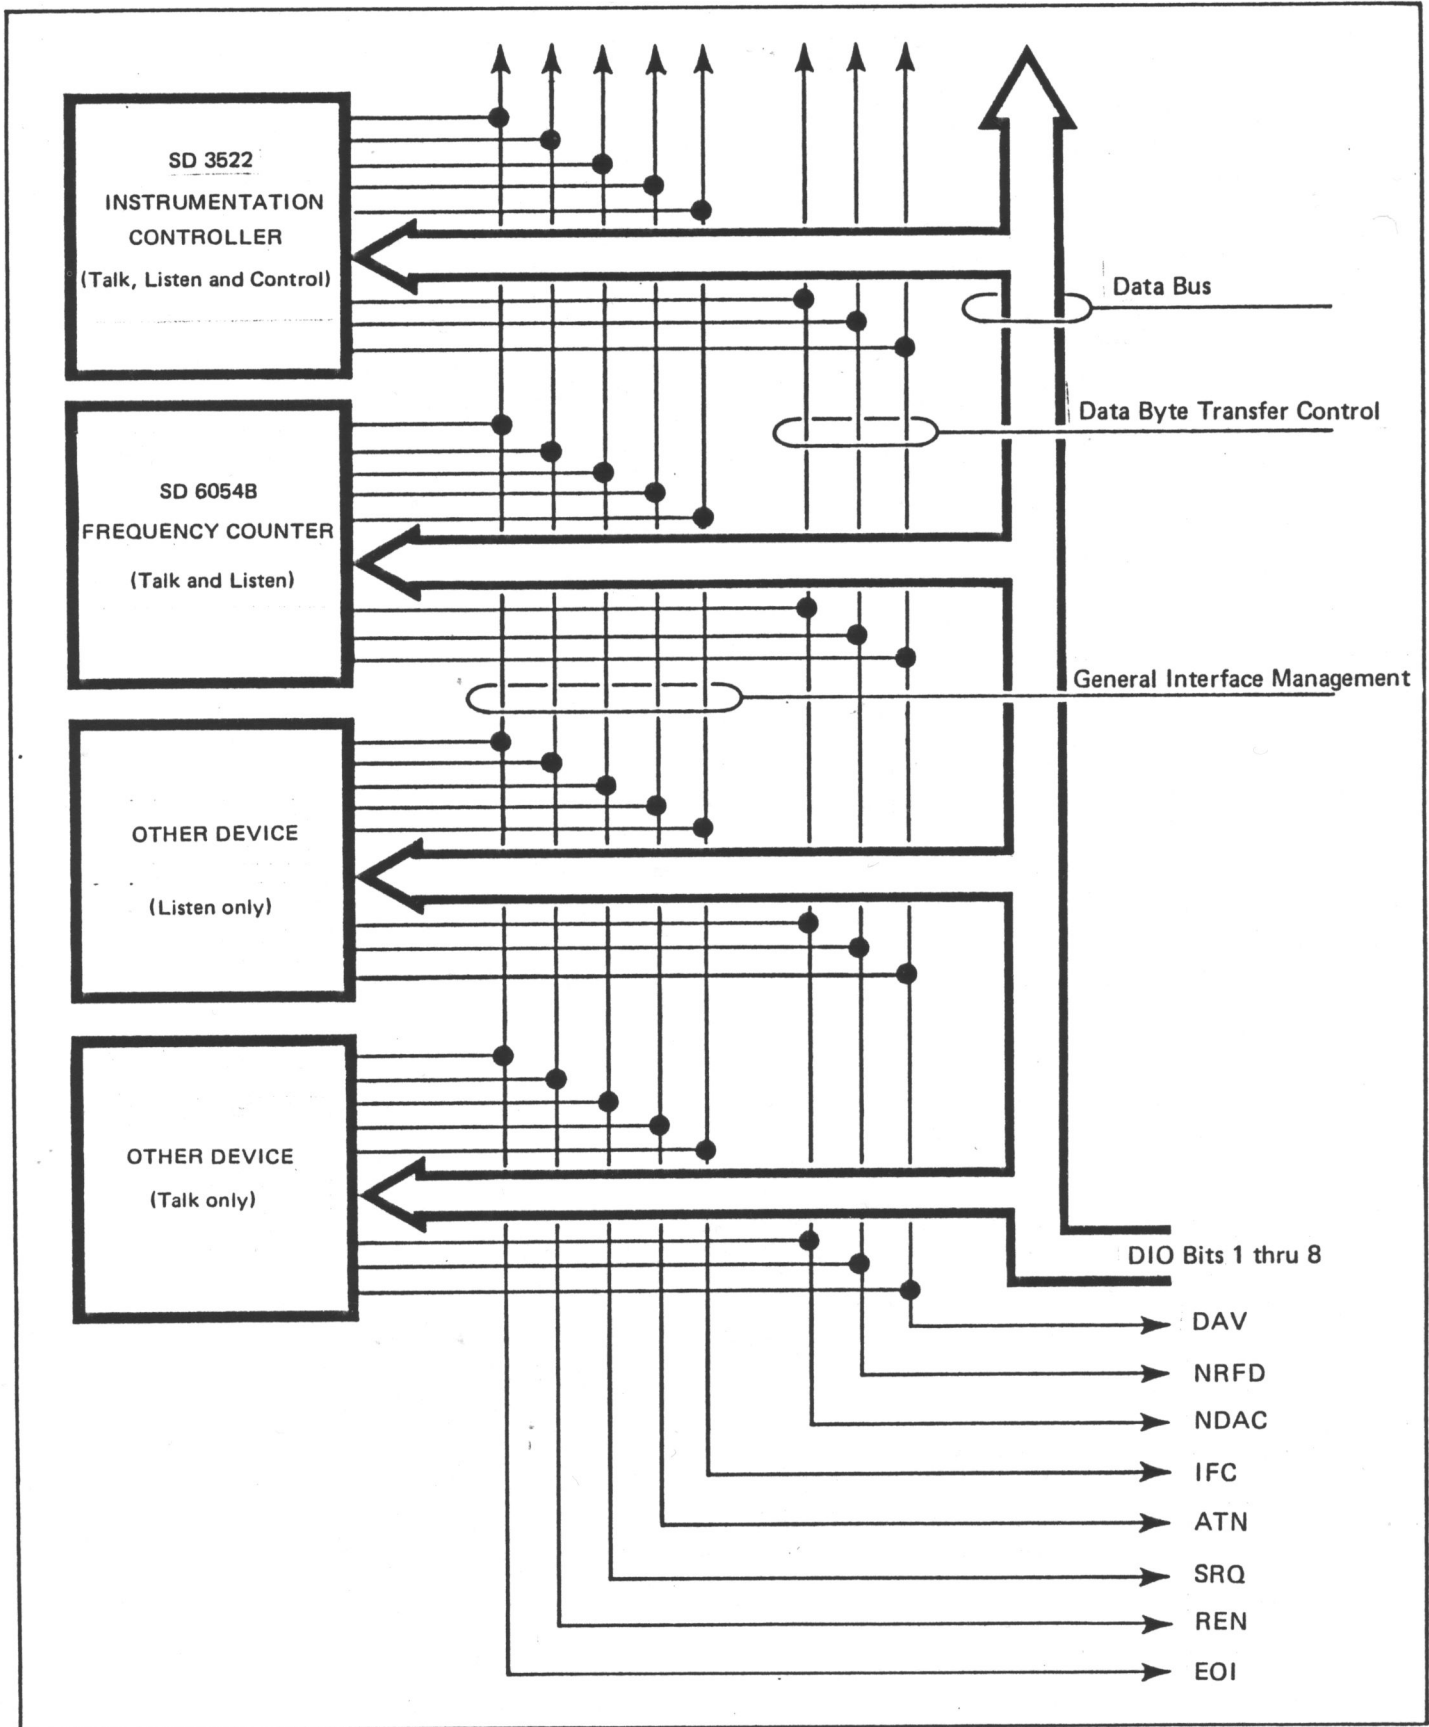 SD 3522
INSTRUMENTATION
CONTROLLER
(Talk, Listen and Control)
Data Bus
Data Byte Transfer Control
SD 6054B
FREQUENCY COUNTER
(Talk and Listen)
General Interface Management
OTHER DEVICE
(Listen only)
OTHER DEVICE
(Talk only)
DIO Bits 1 thru 8
DAV
NRFD
NDAC
IFC
ATN
SRQ
REN
EOI